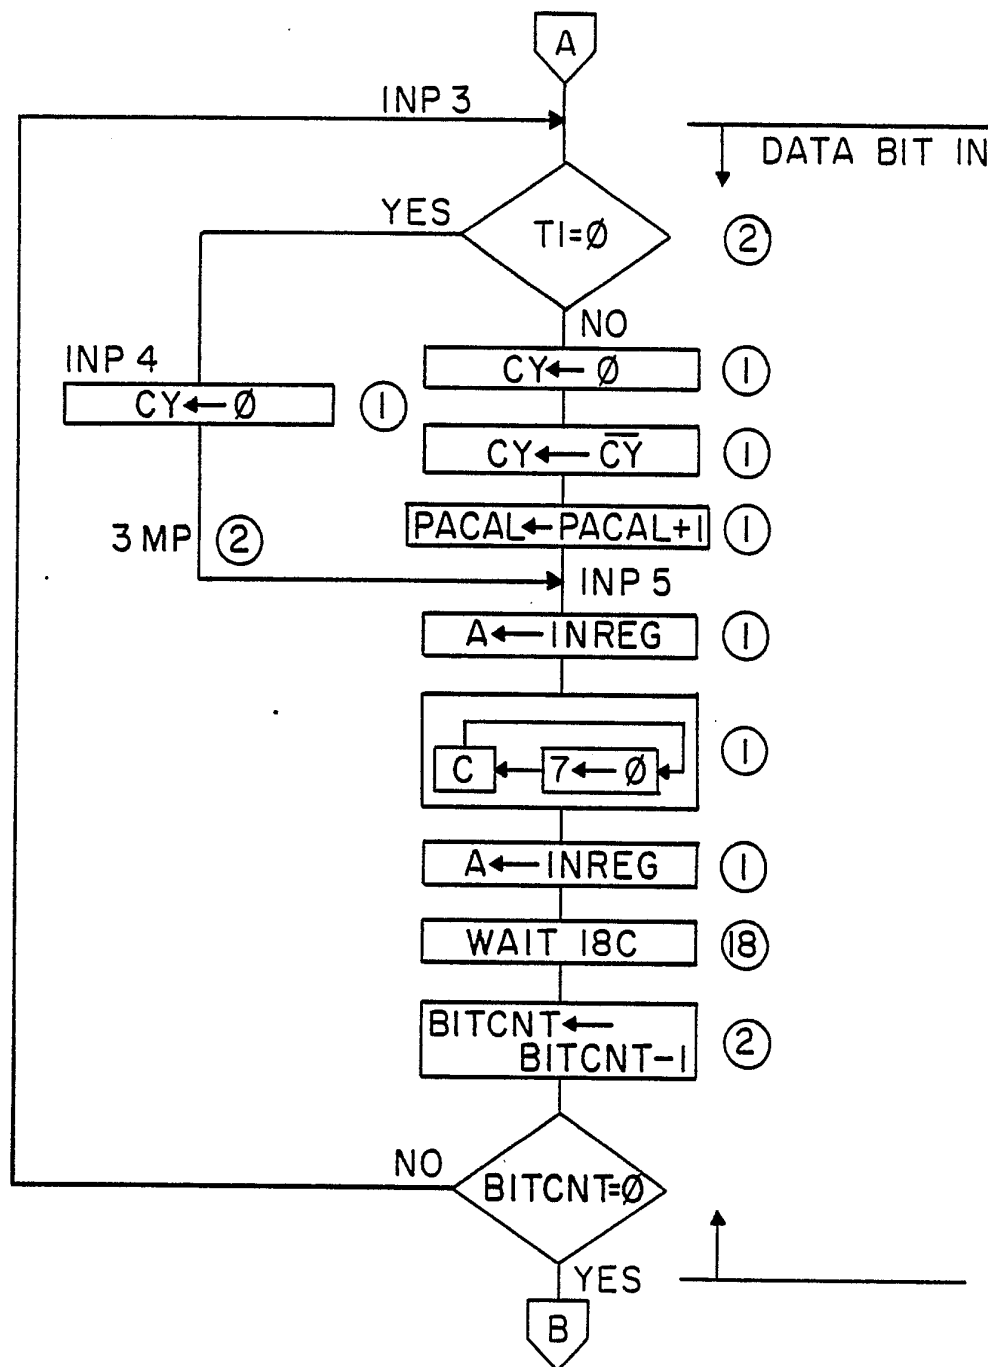 A
INP 3
DATA BIT IN
YES
T1=Ø
②
NO
INP 4
CY←Ø
①
CY←Ø
①
CY←C̅Y̅
①
3 MP
②
PACAL←PACAL+1
①
INP 5
A←INREG
①
C
7←Ø
①
A←INREG
①
WAIT 18C
⑱
BITCNT←
BITCNT-1
②
NO
BITCNT=Ø
YES
B